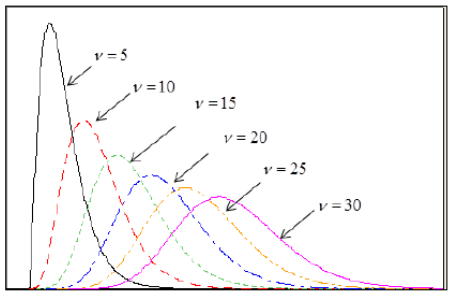 ν = 5
ν = 10
ν = 15
ν = 20
ν = 25
ν = 30